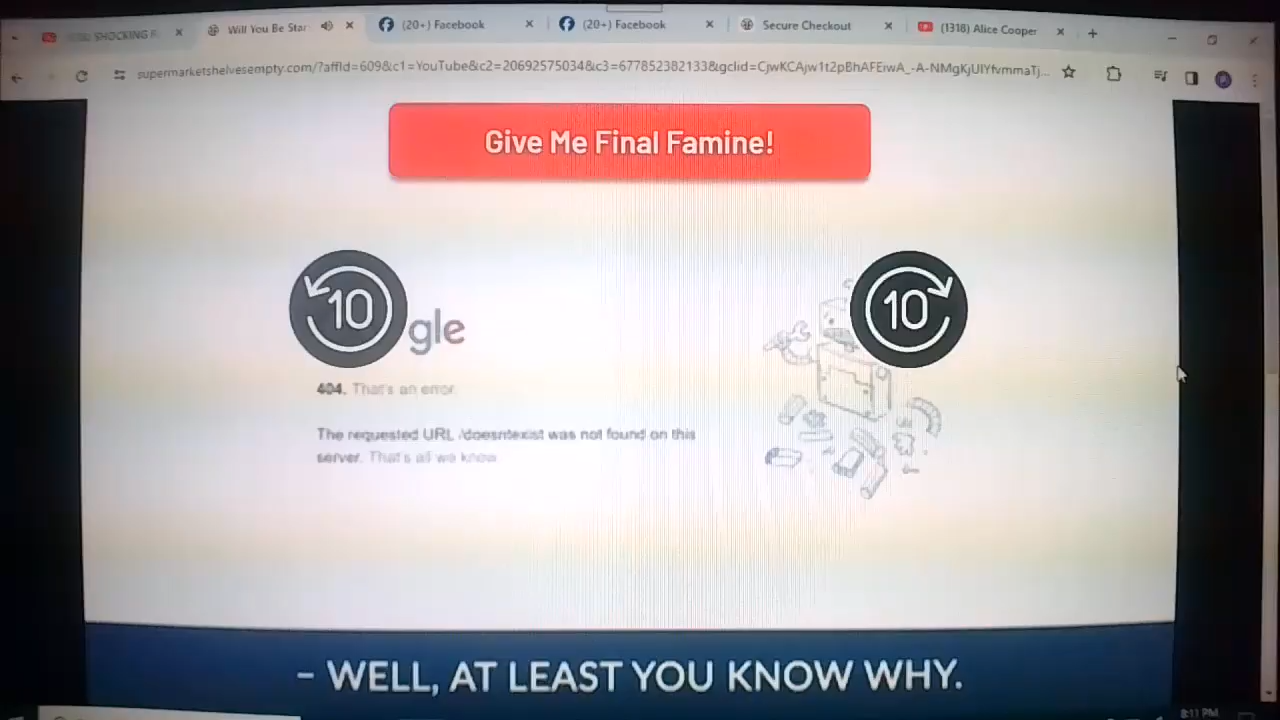 SHOCKING F
Will You Be Star
(20+) Facebook
(20+) Facebook
Secure Checkout
(1318) Alice Cooper
supermarketshelvesempty.com/?affId=609&c1=YouTube&c2=20692575034&c3=677852382133&gclid=CjwKCAjw1t2pBhAFEiwA_-A-NMgKjUIYfvmmaTj...
Give Me Final Famine!
10
10
gle
404. That's an error.
The requested URL /doesntexist was not found on this
server. That's all we know.
– WELL, AT LEAST YOU KNOW WHY.
8:11 PM